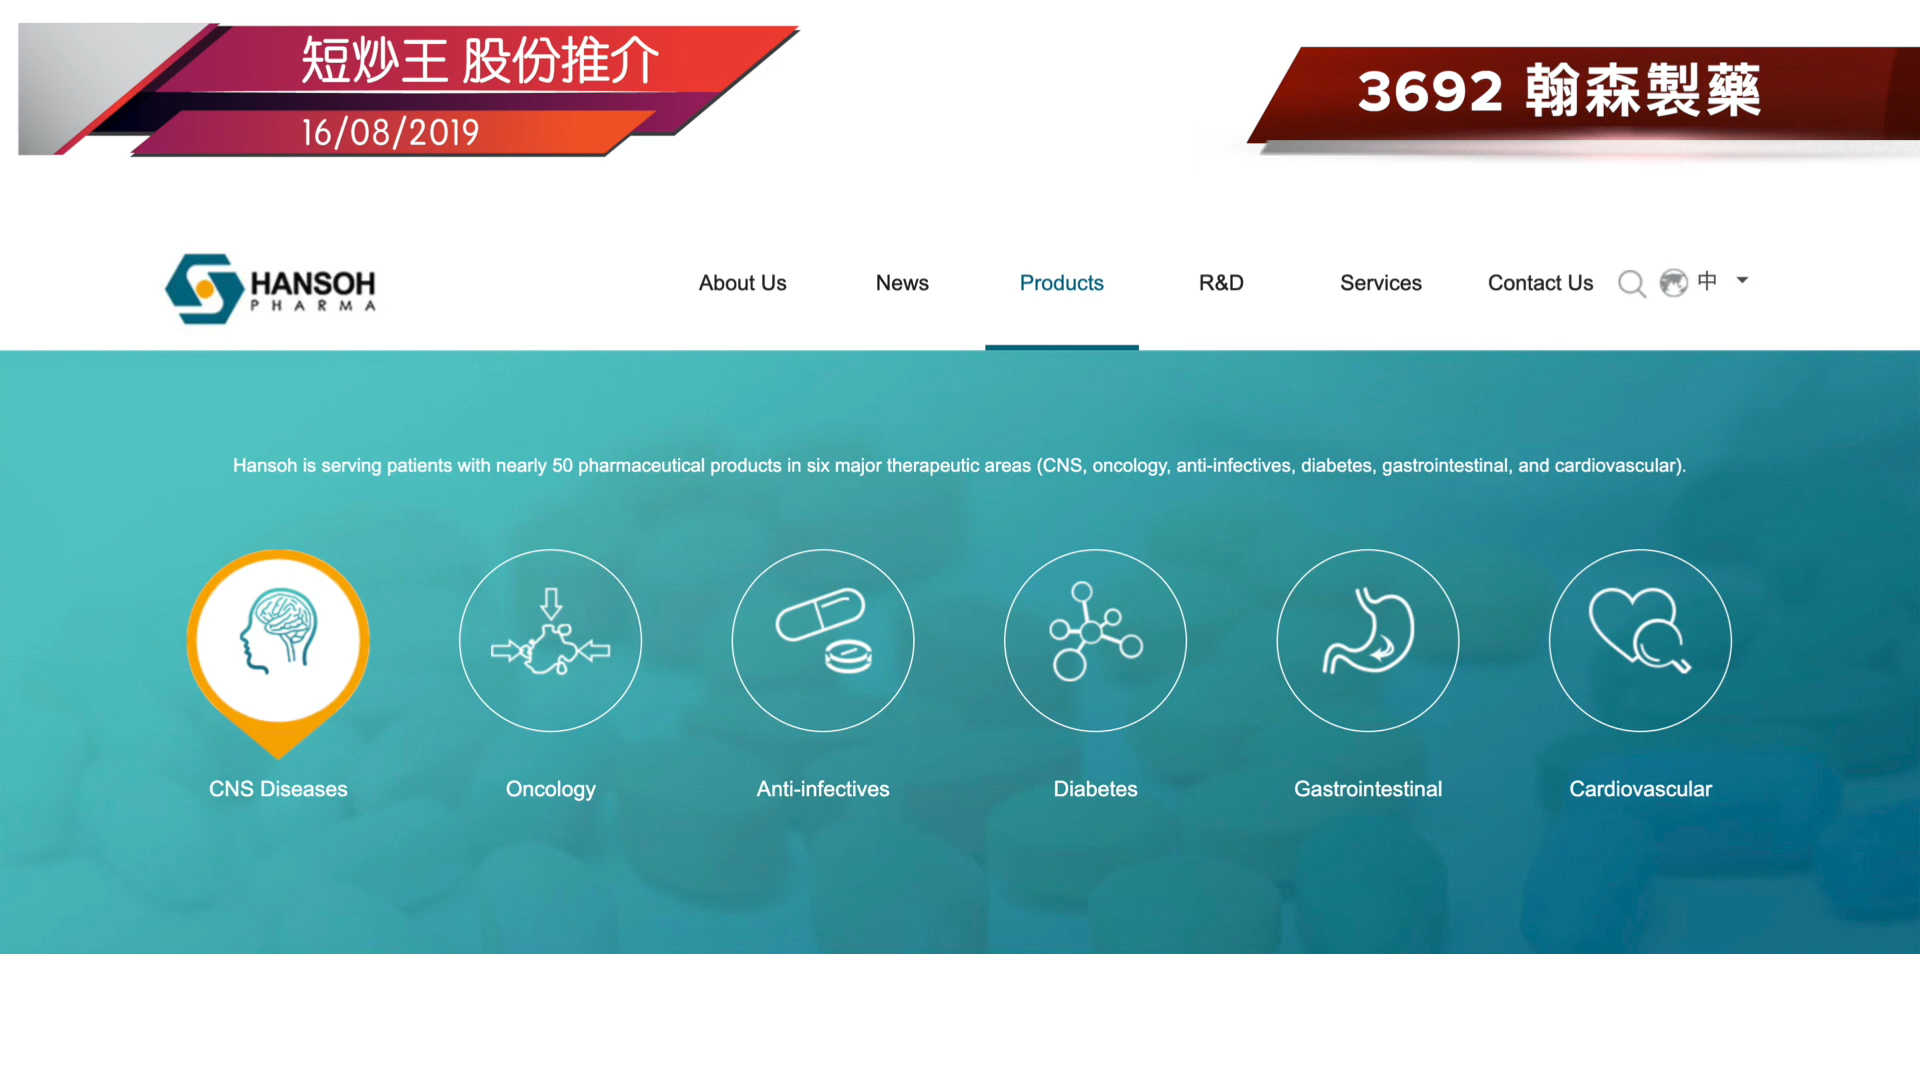 短炒王 股份推介
16/08/2019
3692 翰森製藥
HANSOH
PHARMA
About Us
News
Products
R&D
Services
Contact Us
中
Hansoh is serving patients with nearly 50 pharmaceutical products in six major therapeutic areas (CNS, oncology, anti-infectives, diabetes, gastrointestinal, and cardiovascular).
CNS Diseases
Oncology
Anti-infectives
Diabetes
Gastrointestinal
Cardiovascular